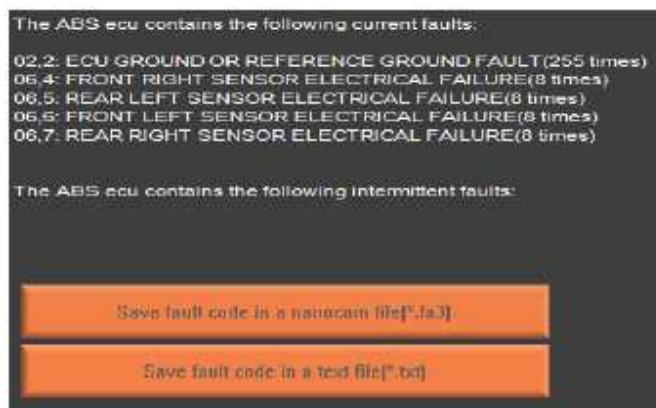 The ABS ecu contains the following current faults:
02,2: ECU GROUND OR REFERENCE GROUND FAULT(255 times)
06,4: FRONT RIGHT SENSOR ELECTRICAL FAILURE(8 times)
06,5: REAR LEFT SENSOR ELECTRICAL FAILURE(8 times)
06,6: FRONT LEFT SENSOR ELECTRICAL FAILURE(8 times)
06,7: REAR RIGHT SENSOR ELECTRICAL FAILURE(8 times)
The ABS ecu contains the following intermittent faults:
Save fault code in a nanocom file[*.fa3]
Save fault code in a text file[*.txt]